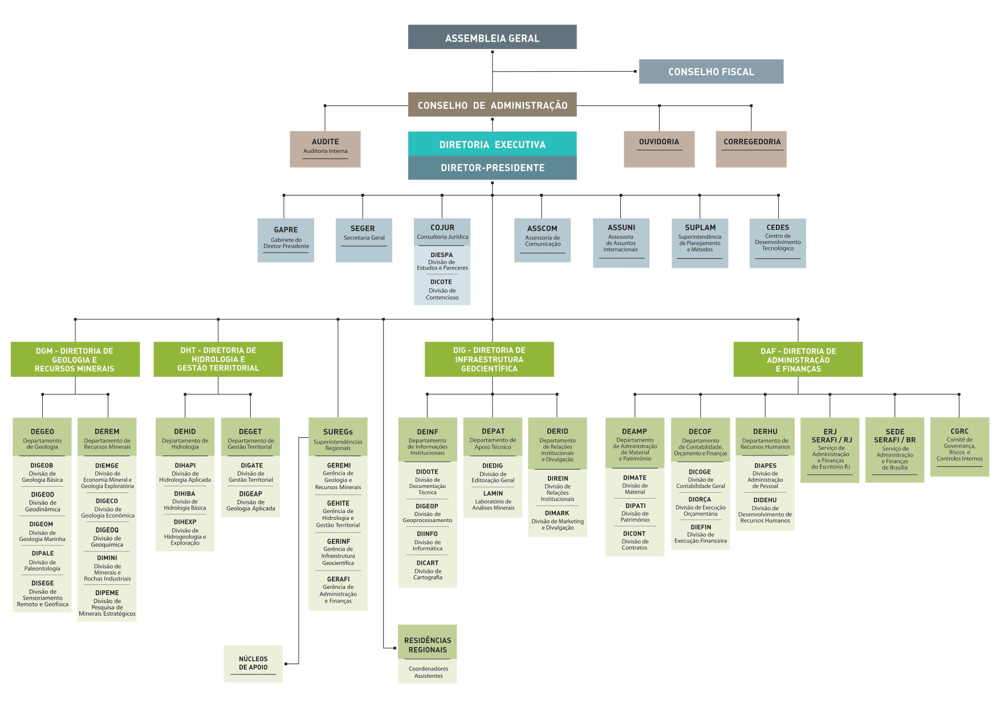 ASSEMBLEIA GERAL
CONSELHO FISCAL
CONSELHO DE ADMINISTRAÇÃO
AUDITE
Auditoria Interna
DIRETORIA EXECUTIVA
DIRETOR-PRESIDENTE
OUVIDORIA
CORREGEDORIA
GAPRE
Gabinete do
Diretor-Presidente
SEGER
Secretaria Geral
COJUR
Consultoria Jurídica
DIESPA
Divisão de
Estudos e Pareceres
DICOTE
Divisão de
Contencioso
ASSCOM
Assessoria de
Comunicação
ASSUNI
Assessoria
de Assuntos
Internacionais
SUPLAM
Superintendência
de Planejamento
e Métodos
CEDES
Centro de
Desenvolvimento
Tecnológico
DGM - DIRETORIA DE
GEOLOGIA E
RECURSOS MINERAIS
DHT - DIRETORIA DE
HIDROLOGIA E
GESTÃO TERRITORIAL
DIG - DIRETORIA DE
INFRAESTRUTURA
GEOCIENTÍFICA
DAF - DIRETORIA DE
ADMINISTRAÇÃO
E FINANÇAS
DEGEO
Departamento
de Geologia
DIGEOB
Divisão de
Geologia Básica
DIGEOD
Divisão de
Geodinâmica
DIGEOM
Divisão de
Geologia Marinha
DIPALE
Divisão de
Paleontologia
DISEGE
Divisão de
Sensoriamento
Remoto e Geofísica
DEREM
Departamento de
Recursos Minerais
DIEMGE
Divisão de
Economia Mineral e
Geologia Exploratória
DIGECO
Divisão de
Geologia Econômica
DIGEOQ
Divisão de
Geoquímica
DIMINI
Divisão de
Minerais e
Rochas Industriais
DIPEME
Divisão de
Pesquisa de
Minerais Estratégicos
DEHID
Departamento de
Hidrologia
DIHAPI
Divisão de
Hidrologia Aplicada
DIHIBA
Divisão de
Hidrologia Básica
DIHEXP
Divisão de
Hidrogeologia e
Exploração
DEGET
Departamento de
Gestão Territorial
DIGATE
Divisão de
Gestão Territorial
DIGEAP
Divisão de
Geologia Aplicada
SUREGs
Superintendências
Regionais
GEREMI
Gerência de
Geologia e
Recursos Minerais
GEHITE
Gerência de
Hidrologia e
Gestão Territorial
GERINF
Gerência de
Infraestrutura
Geocientífica
GERAFI
Gerência de
Administração
e Finanças
DEINF
Departamento
de Informações
Institucionais
DIDOTE
Divisão de
Documentação
Técnica
DIGEOP
Divisão de
Geoprocessamento
DIINFO
Divisão de
Informática
DICART
Divisão de
Cartografia
DEPAT
Departamento de
Apoio Técnico
DIEDIG
Divisão de
Editoração Geral
LAMIN
Laboratório de
Análises Minerais
DERID
Departamento
de Relações
Institucionais
e Divulgação
DIREIN
Divisão de
Relações
Institucionais
DIMARK
Divisão de Marketing
e Divulgação
DEAMP
Departamento
de Administração
de Material
e Patrimônio
DIMATE
Divisão de
Material
DIPATI
Divisão de
Patrimônio
DICONT
Divisão de
Contratos
DECOF
Departamento
de Contabilidade,
Orçamento e Finanças
DICOGE
Divisão de
Contabilidade Geral
DIORÇA
Divisão de Execução
Orçamentária
DIEFIN
Divisão de
Execução Financeira
DERHU
Departamento de
Recursos Humanos
DIAPES
Divisão de
Administração
de Pessoal
DIDEHU
Divisão de
Desenvolvimento de
Recursos Humanos
ERJ
SERAFI / RJ
Serviço de
Administração
e Finanças
do Escritório RJ
SEDE
SERAFI / BR
Serviço de
Administração
e Finanças
de Brasília
CGRC
Comitê de
Governança,
Riscos e
Controles Internos
NÚCLEOS
DE APOIO
RESIDÊNCIAS
REGIONAIS
Coordenadores
Assistentes